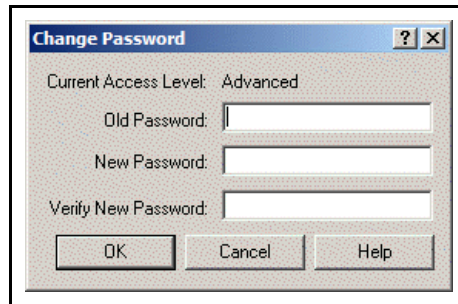 Change Password
Current Access Level: Advanced
Old Password:
New Password:
Verify New Password:
OK Cancel Help